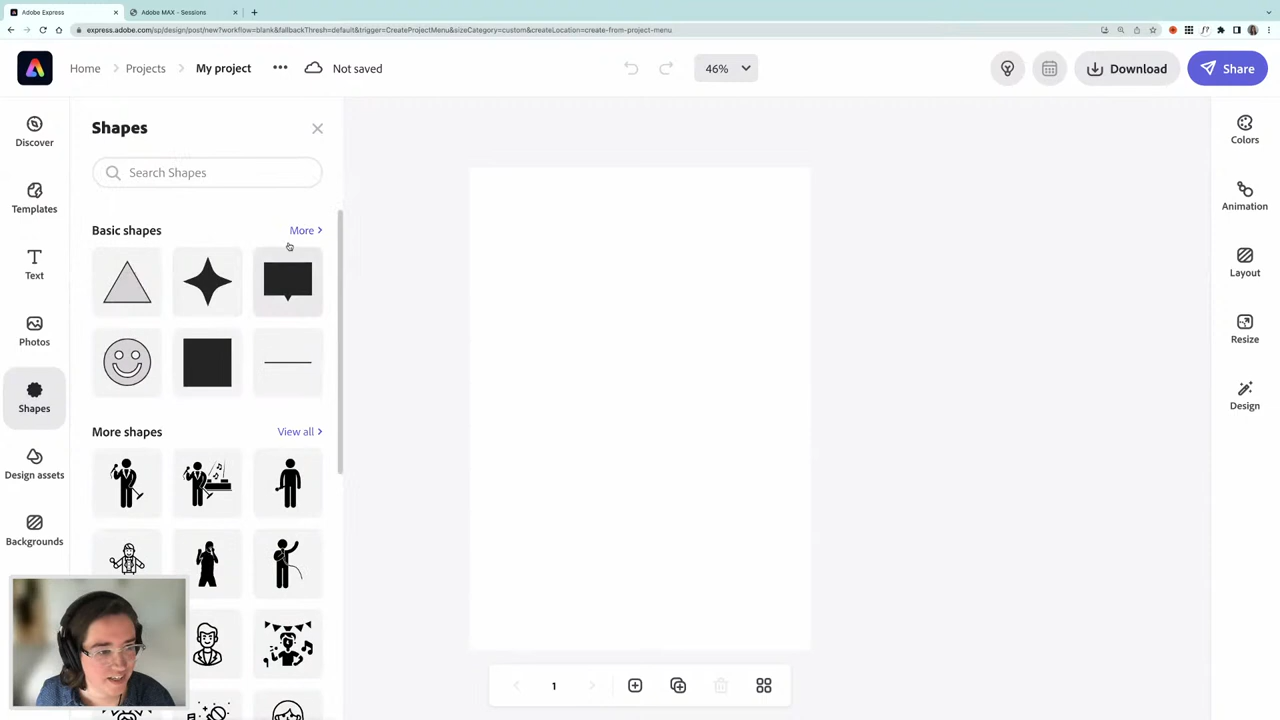 Adobe Express
Adobe MAX - Sessions
express.adobe.com/sp/design/post/new?workflow=blank&fallbackThresh=default&trigger=CreateProjectMenu&sizeCategory=custom&createLocation=create-from-project-menu
Home
Projects
My project
Not saved
46%
Download
Share
Discover
Templates
Text
Photos
Shapes
Design assets
Backgrounds
Shapes
Search Shapes
Basic shapes
More
More shapes
View all
1
Colors
Animation
Layout
Resize
Design